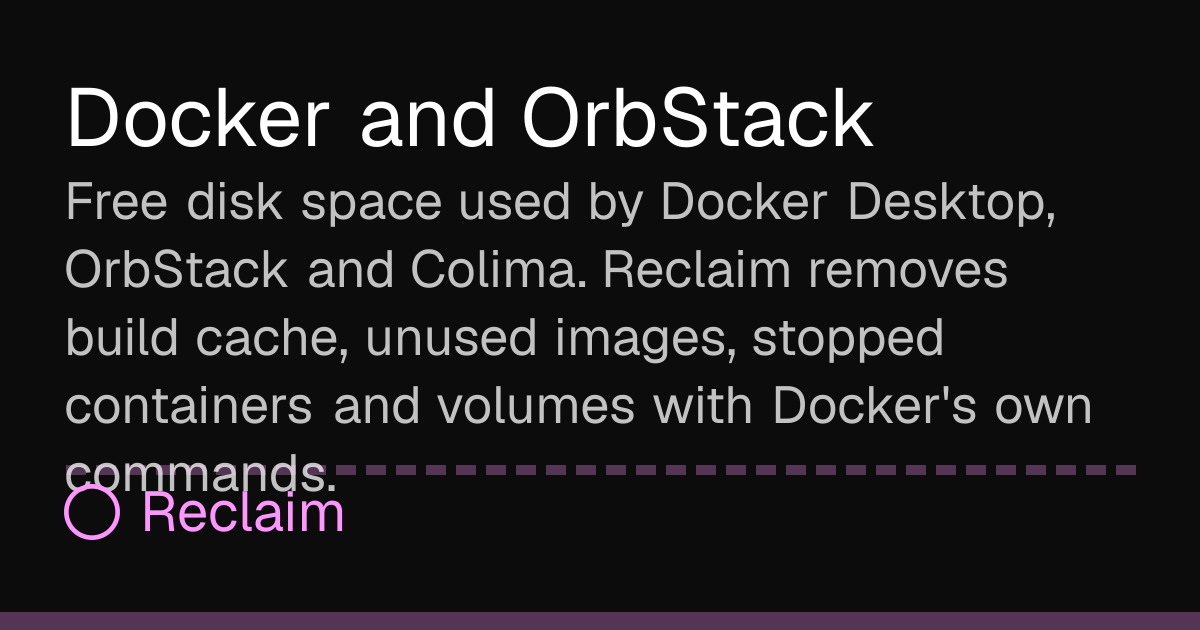 Docker and OrbStack
Free disk space used by Docker Desktop,
OrbStack and Colima. Reclaim removes
build cache, unused images, stopped
containers and volumes with Docker's own
commands.
Reclaim